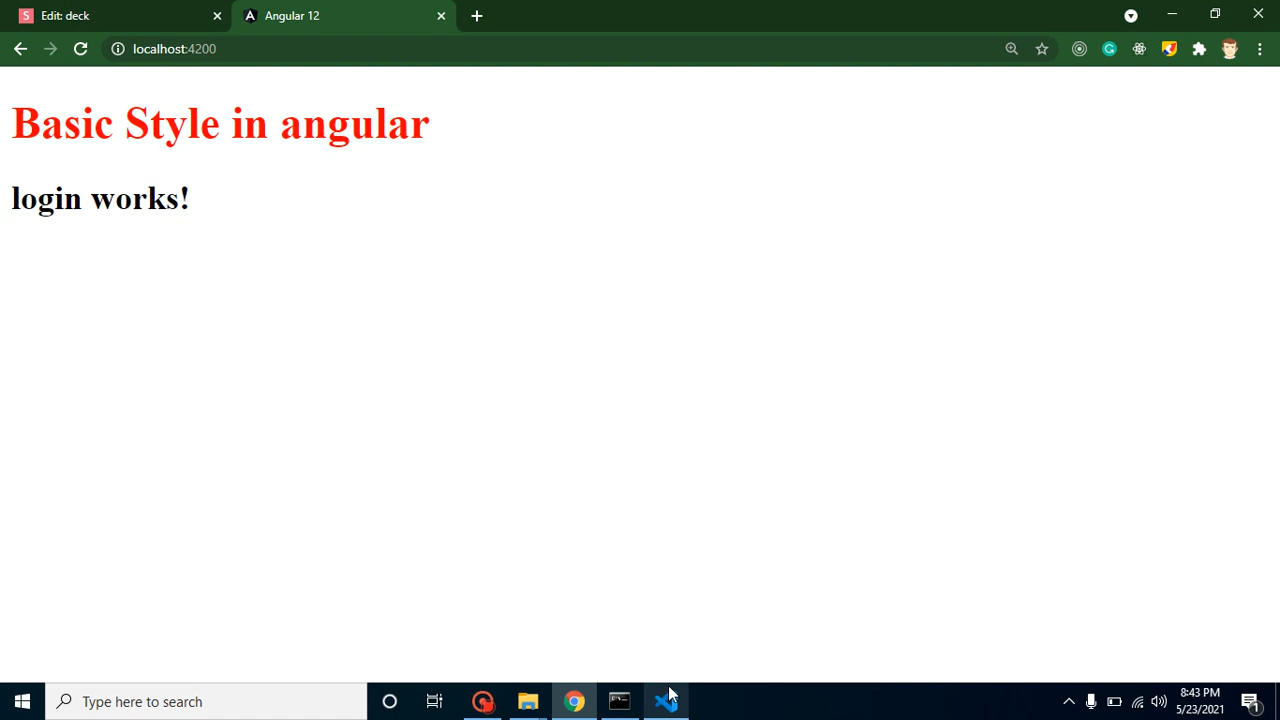 Edit: deck
Angular 12
localhost:4200
Basic Style in angular
login works!
Type here to search
8:43 PM
5/23/2021
1